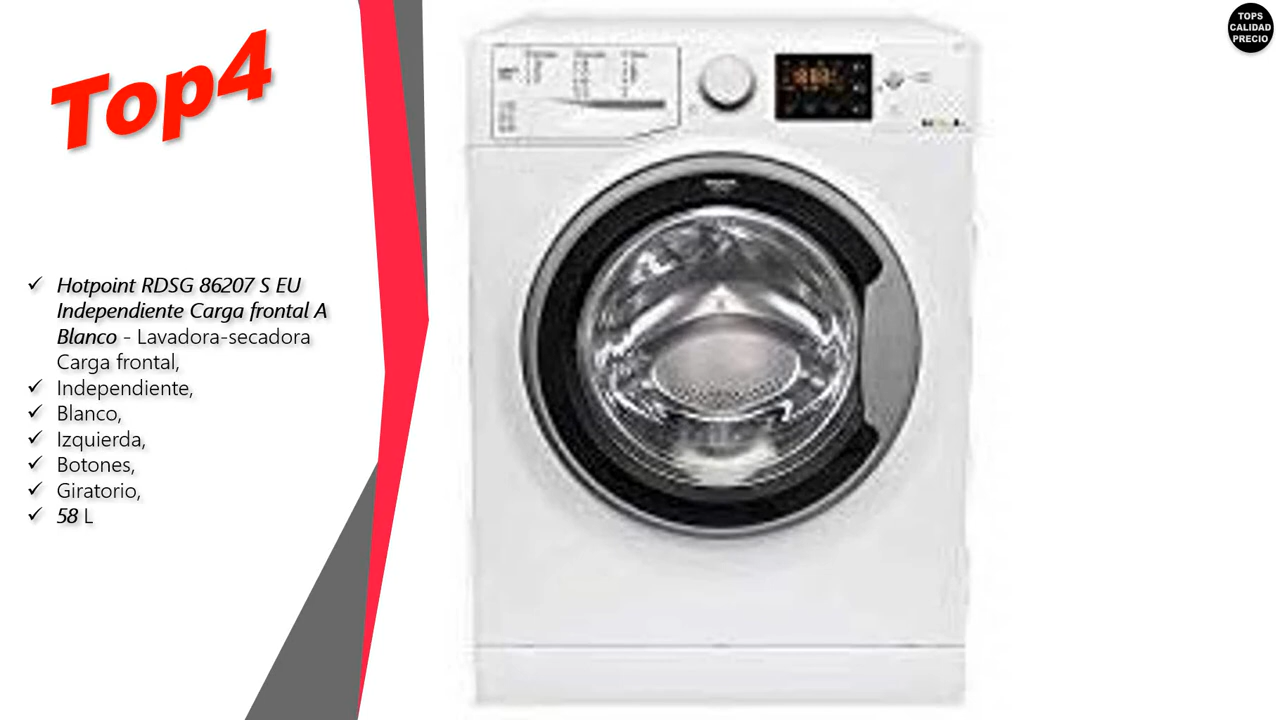 TOPS
CALIDAD
PRECIO
Top4
Hotpoint RDSG 86207 S EU
Independiente Carga frontal A
Blanco - Lavadora-secadora
Carga frontal,
Independiente,
Blanco,
Izquierda,
Botones,
Giratorio,
58 L